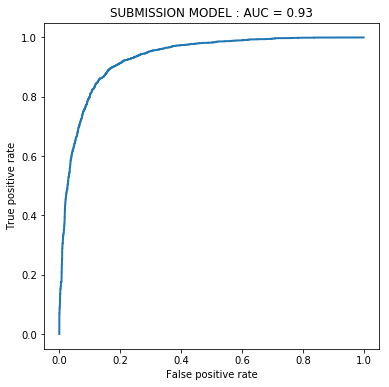 SUBMISSION MODEL : AUC = 0.93
1.0
0.8
0.6
0.4
0.2
0.0
True positive rate
0.0 0.2 0.4 0.6 0.8 1.0
False positive rate